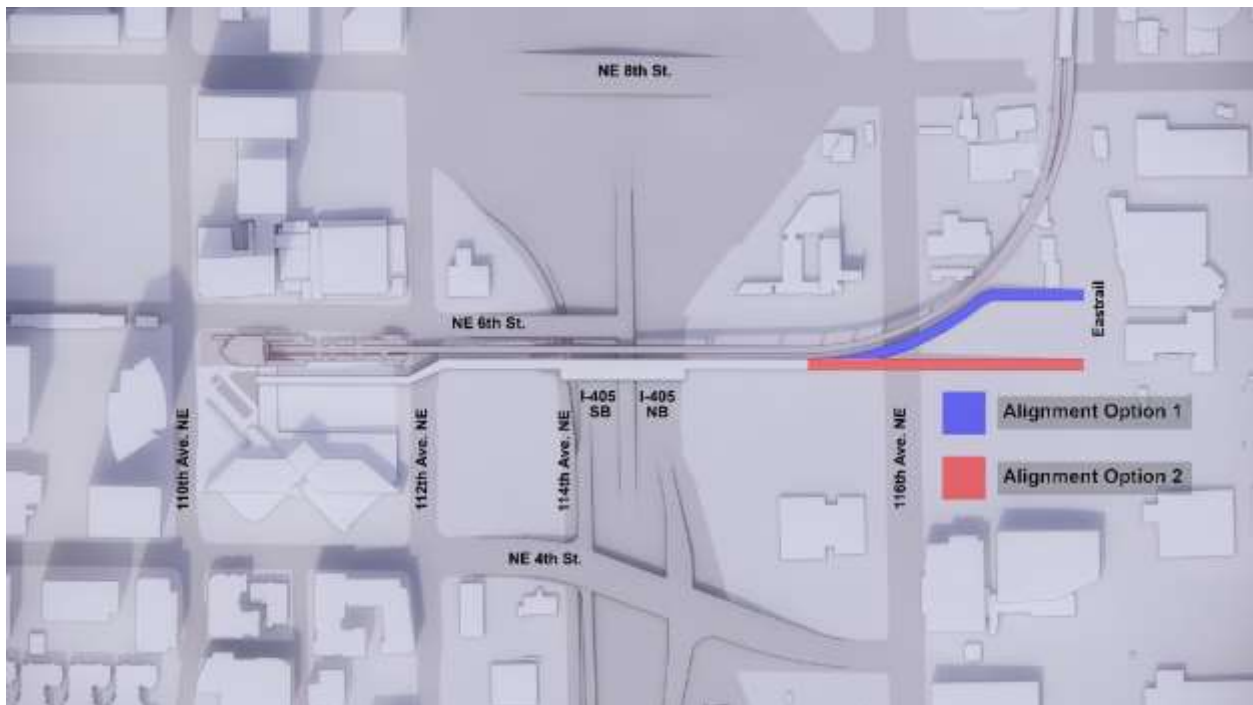 NE 8th St.
NE 6th St.
Eastrail
I-405
SB
I-405
NB
Alignment Option 1
110th Ave. NE
112th Ave. NE
114th Ave. NE
116th Ave. NE
Alignment Option 2
NE 4th St.